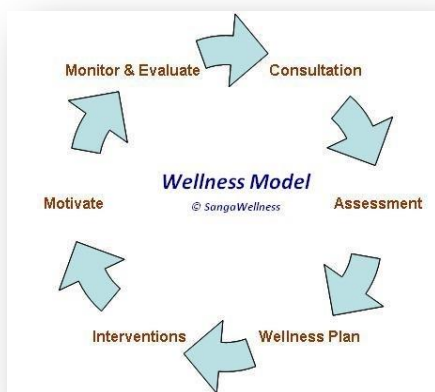 Monitor & Evaluate
Consultation
Motivate
Wellness Model
© SangaWellness
Assessment
Interventions
Wellness Plan